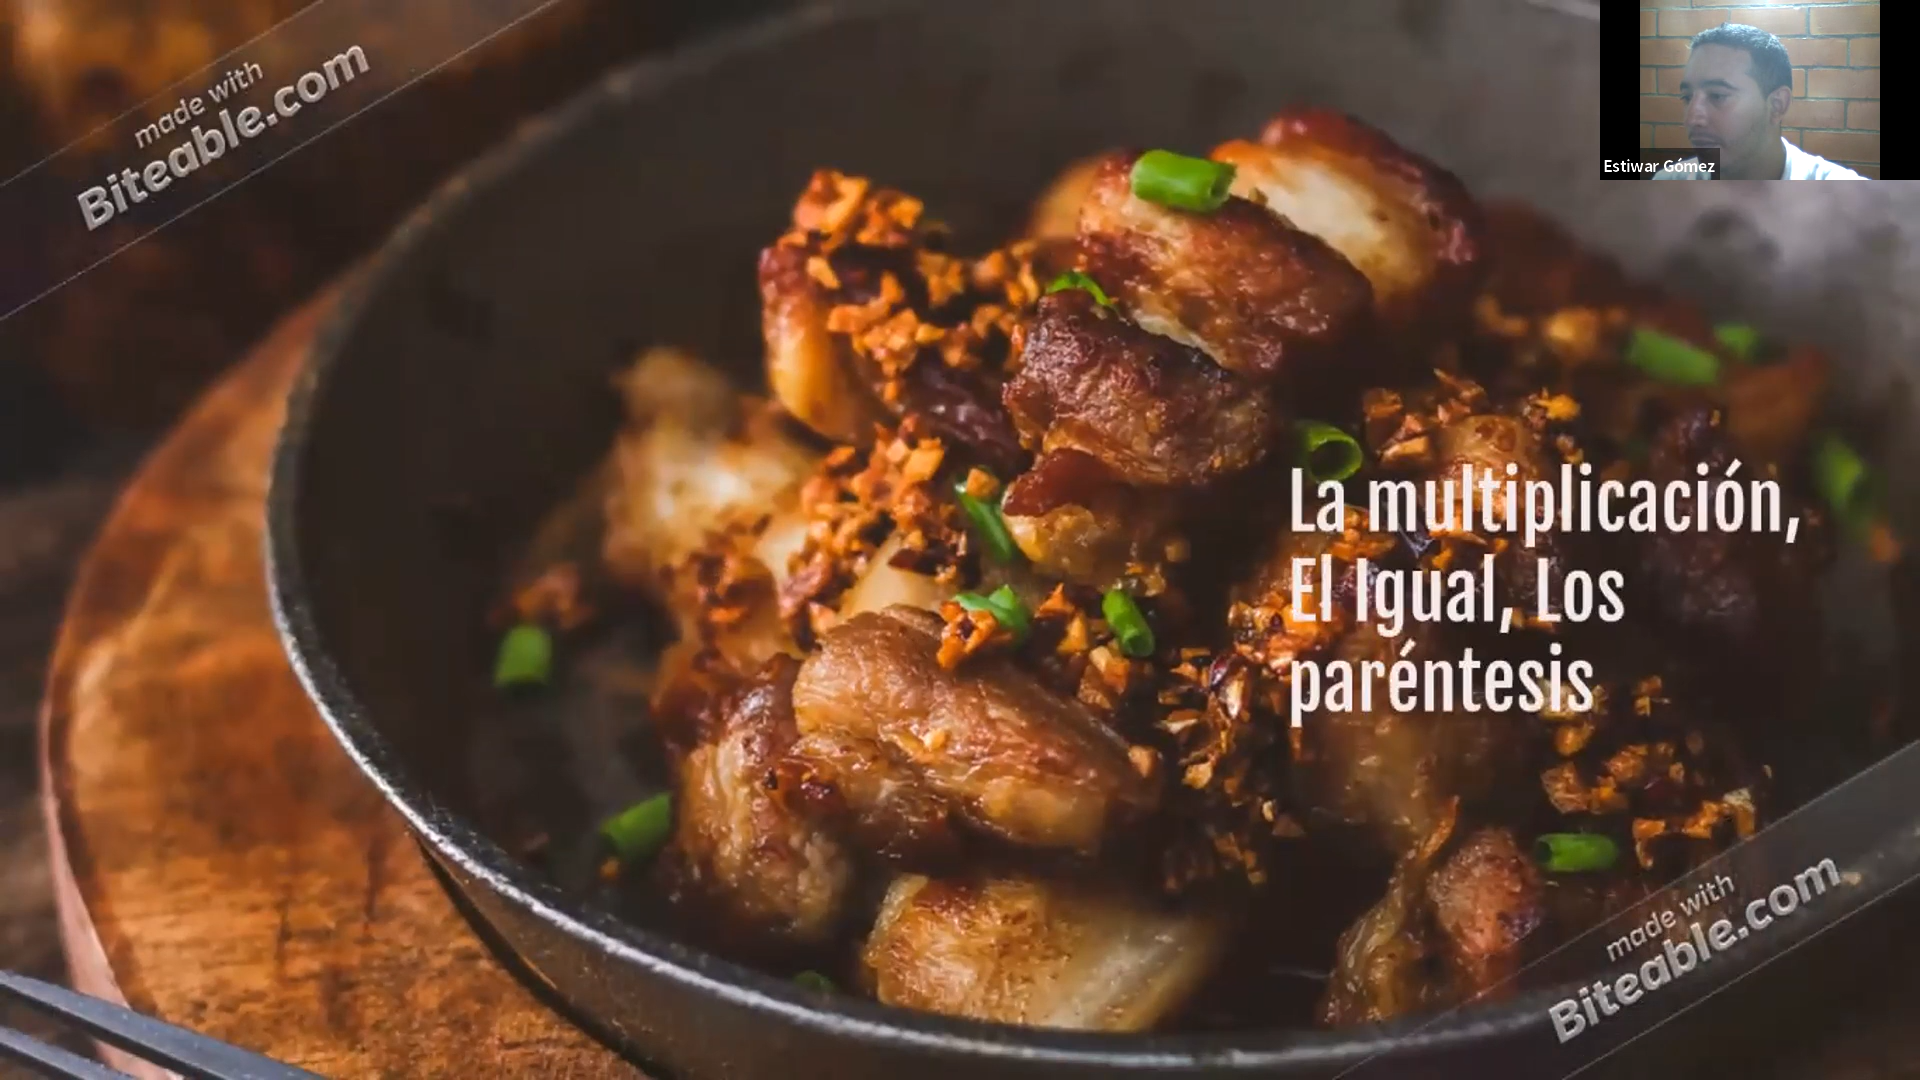 made with
Biteable.com
Estiwar Gómez
La multiplicación,
El Igual, Los
paréntesis
made with
Biteable.com